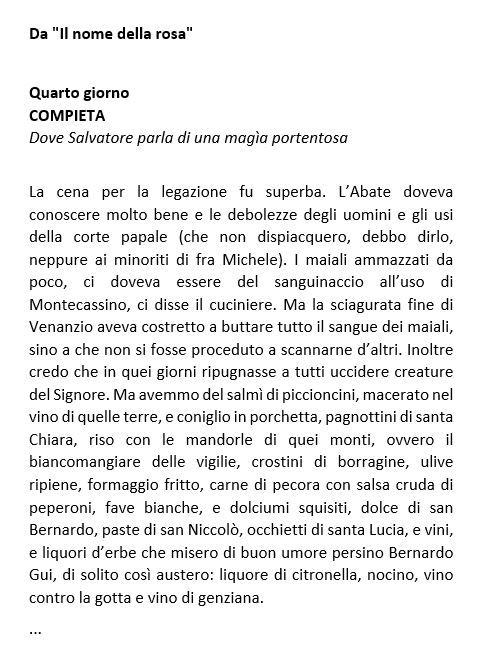 Da "Il nome della rosa"
Quarto giorno
COMPIETA
Dove Salvatore parla di una magìa portentosa
La cena per la legazione fu superba. L’Abate doveva
conoscere molto bene e le debolezze degli uomini e gli usi
della corte papale (che non dispiacquero, debbo dirlo,
neppure ai minoriti di fra Michele). I maiali ammazzati da
poco, ci doveva essere del sanguinaccio all’uso di
Montecassino, ci disse il cuciniere. Ma la sciagurata fine di
Venanzio aveva costretto a buttare tutto il sangue dei maiali,
sino a che non si fosse proceduto a scannarne d’altri. Inoltre
credo che in quei giorni ripugnasse a tutti uccidere creature
del Signore. Ma avemmo del salmì di piccioncini, macerato nel
vino di quelle terre, e coniglio in porchetta, pagnottini di santa
Chiara, riso con le mandorle di quei monti, ovvero il
biancomangiare delle vigilie, crostini di borragine, ulive
ripiene, formaggio fritto, carne di pecora con salsa cruda di
peperoni, fave bianche, e dolciumi squisiti, dolce di san
Bernardo, paste di san Niccolò, occhietti di santa Lucia, e vini,
e liquori d’erbe che misero di buon umore persino Bernardo
Gui, di solito così austero: liquore di citronella, nocino, vino
contro la gotta e vino di genziana.
...